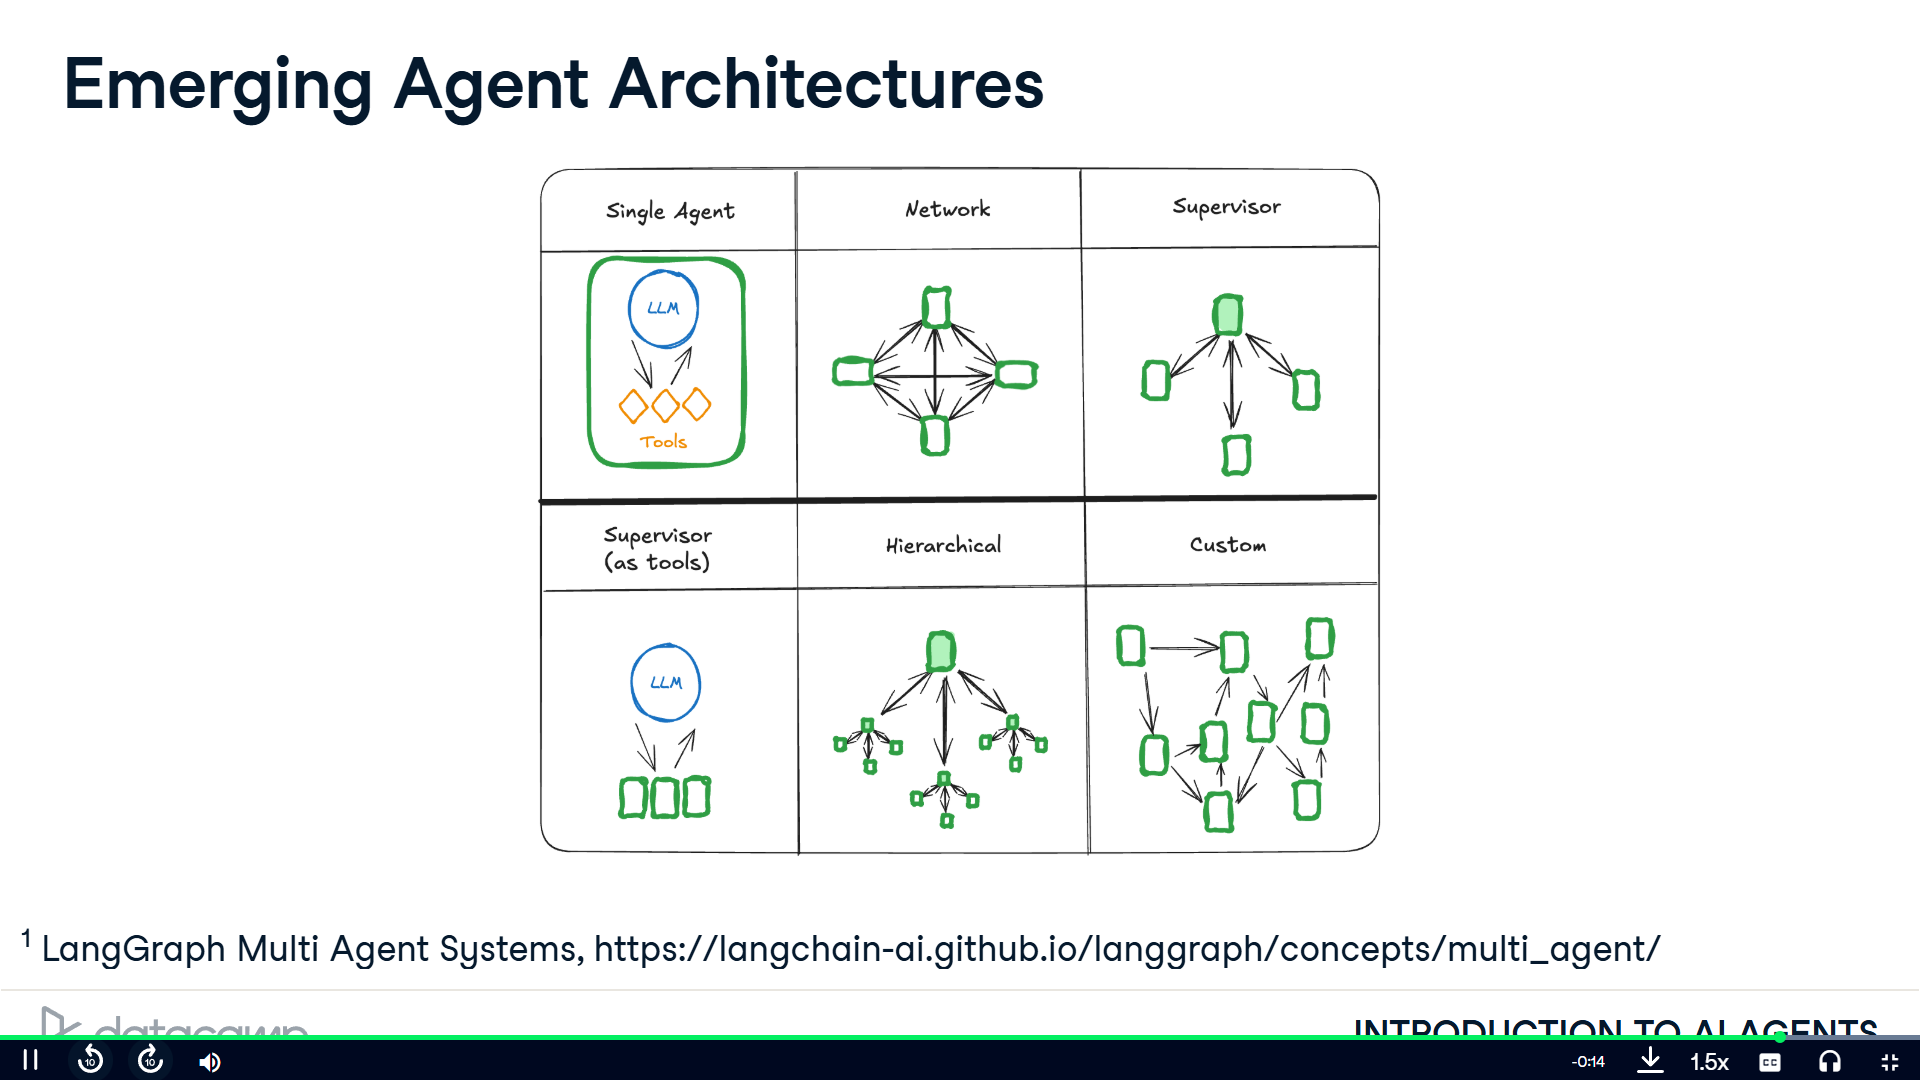 Emerging Agent Architectures
Single Agent
Network
Supervisor
LLM
Tools
Supervisor
(as tools)
Hierarchical
Custom
LLM
1 LangGraph Multi Agent Systems, https://langchain-ai.github.io/langgraph/concepts/multi_agent/
datacamp
INTRODUCTION TO AI AGENTS
10
10
-0:14
1.5x
CC